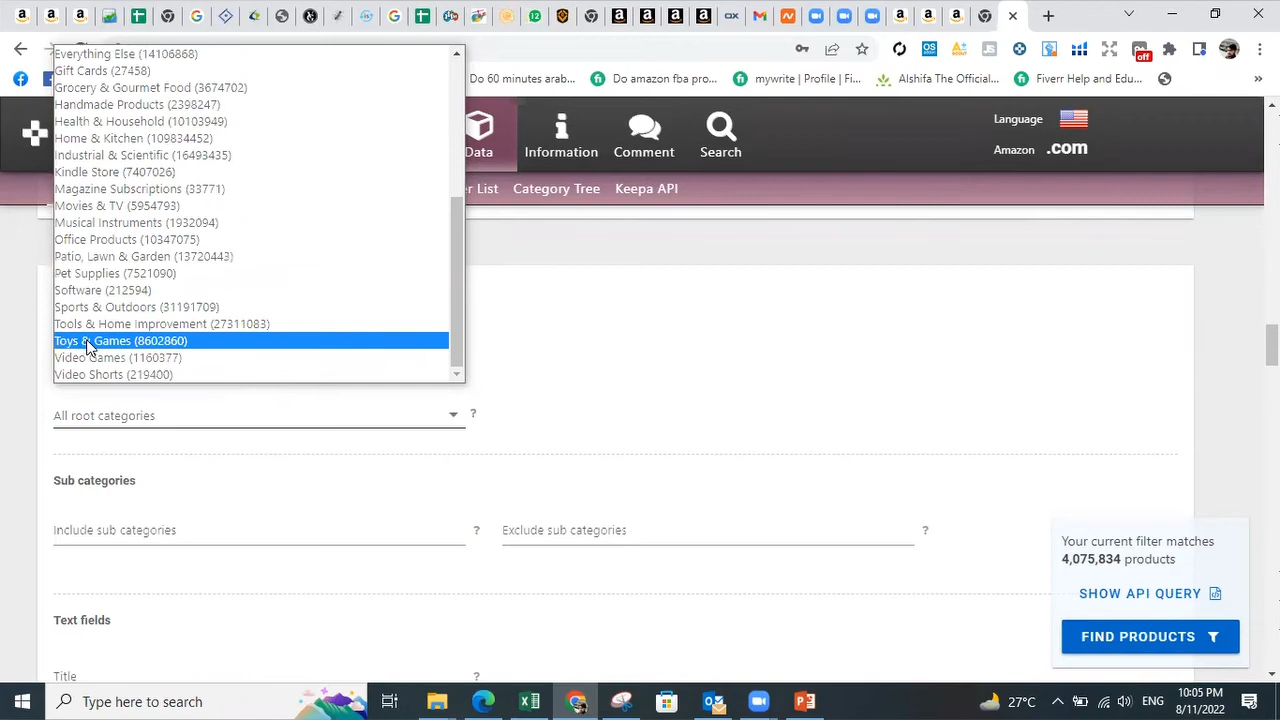 off
Do 60 minutes arab...
Do amazon fba pro...
mywrite | Profile | Fi...
Alshifa The Official...
Fiverr Help and Edu...
»
Everything Else (14106868)
Gift Cards (27458)
Grocery & Gourmet Food (3674702)
Handmade Products (2398247)
Health & Household (10103949)
Home & Kitchen (109834452)
Industrial & Scientific (16493435)
Kindle Store (7407026)
Magazine Subscriptions (33771)
Movies & TV (5954793)
Musical Instruments (1932094)
Office Products (10347075)
Patio, Lawn & Garden (13720443)
Pet Supplies (7521090)
Software (212594)
Sports & Outdoors (31191709)
Tools & Home Improvement (27311083)
Toys & Games (8602860)
Video Games (1160377)
Video Shorts (219400)
Data
Information
Comment
Search
Language
Amazon .com
er List
Category Tree
Keepa API
All root categories
?
Sub categories
Include sub categories
?
Exclude sub categories
?
Text fields
Title
?
Your current filter matches
4,075,834 products
SHOW API QUERY
FIND PRODUCTS
Type here to search
27°C
ENG
10:05 PM
8/11/2022